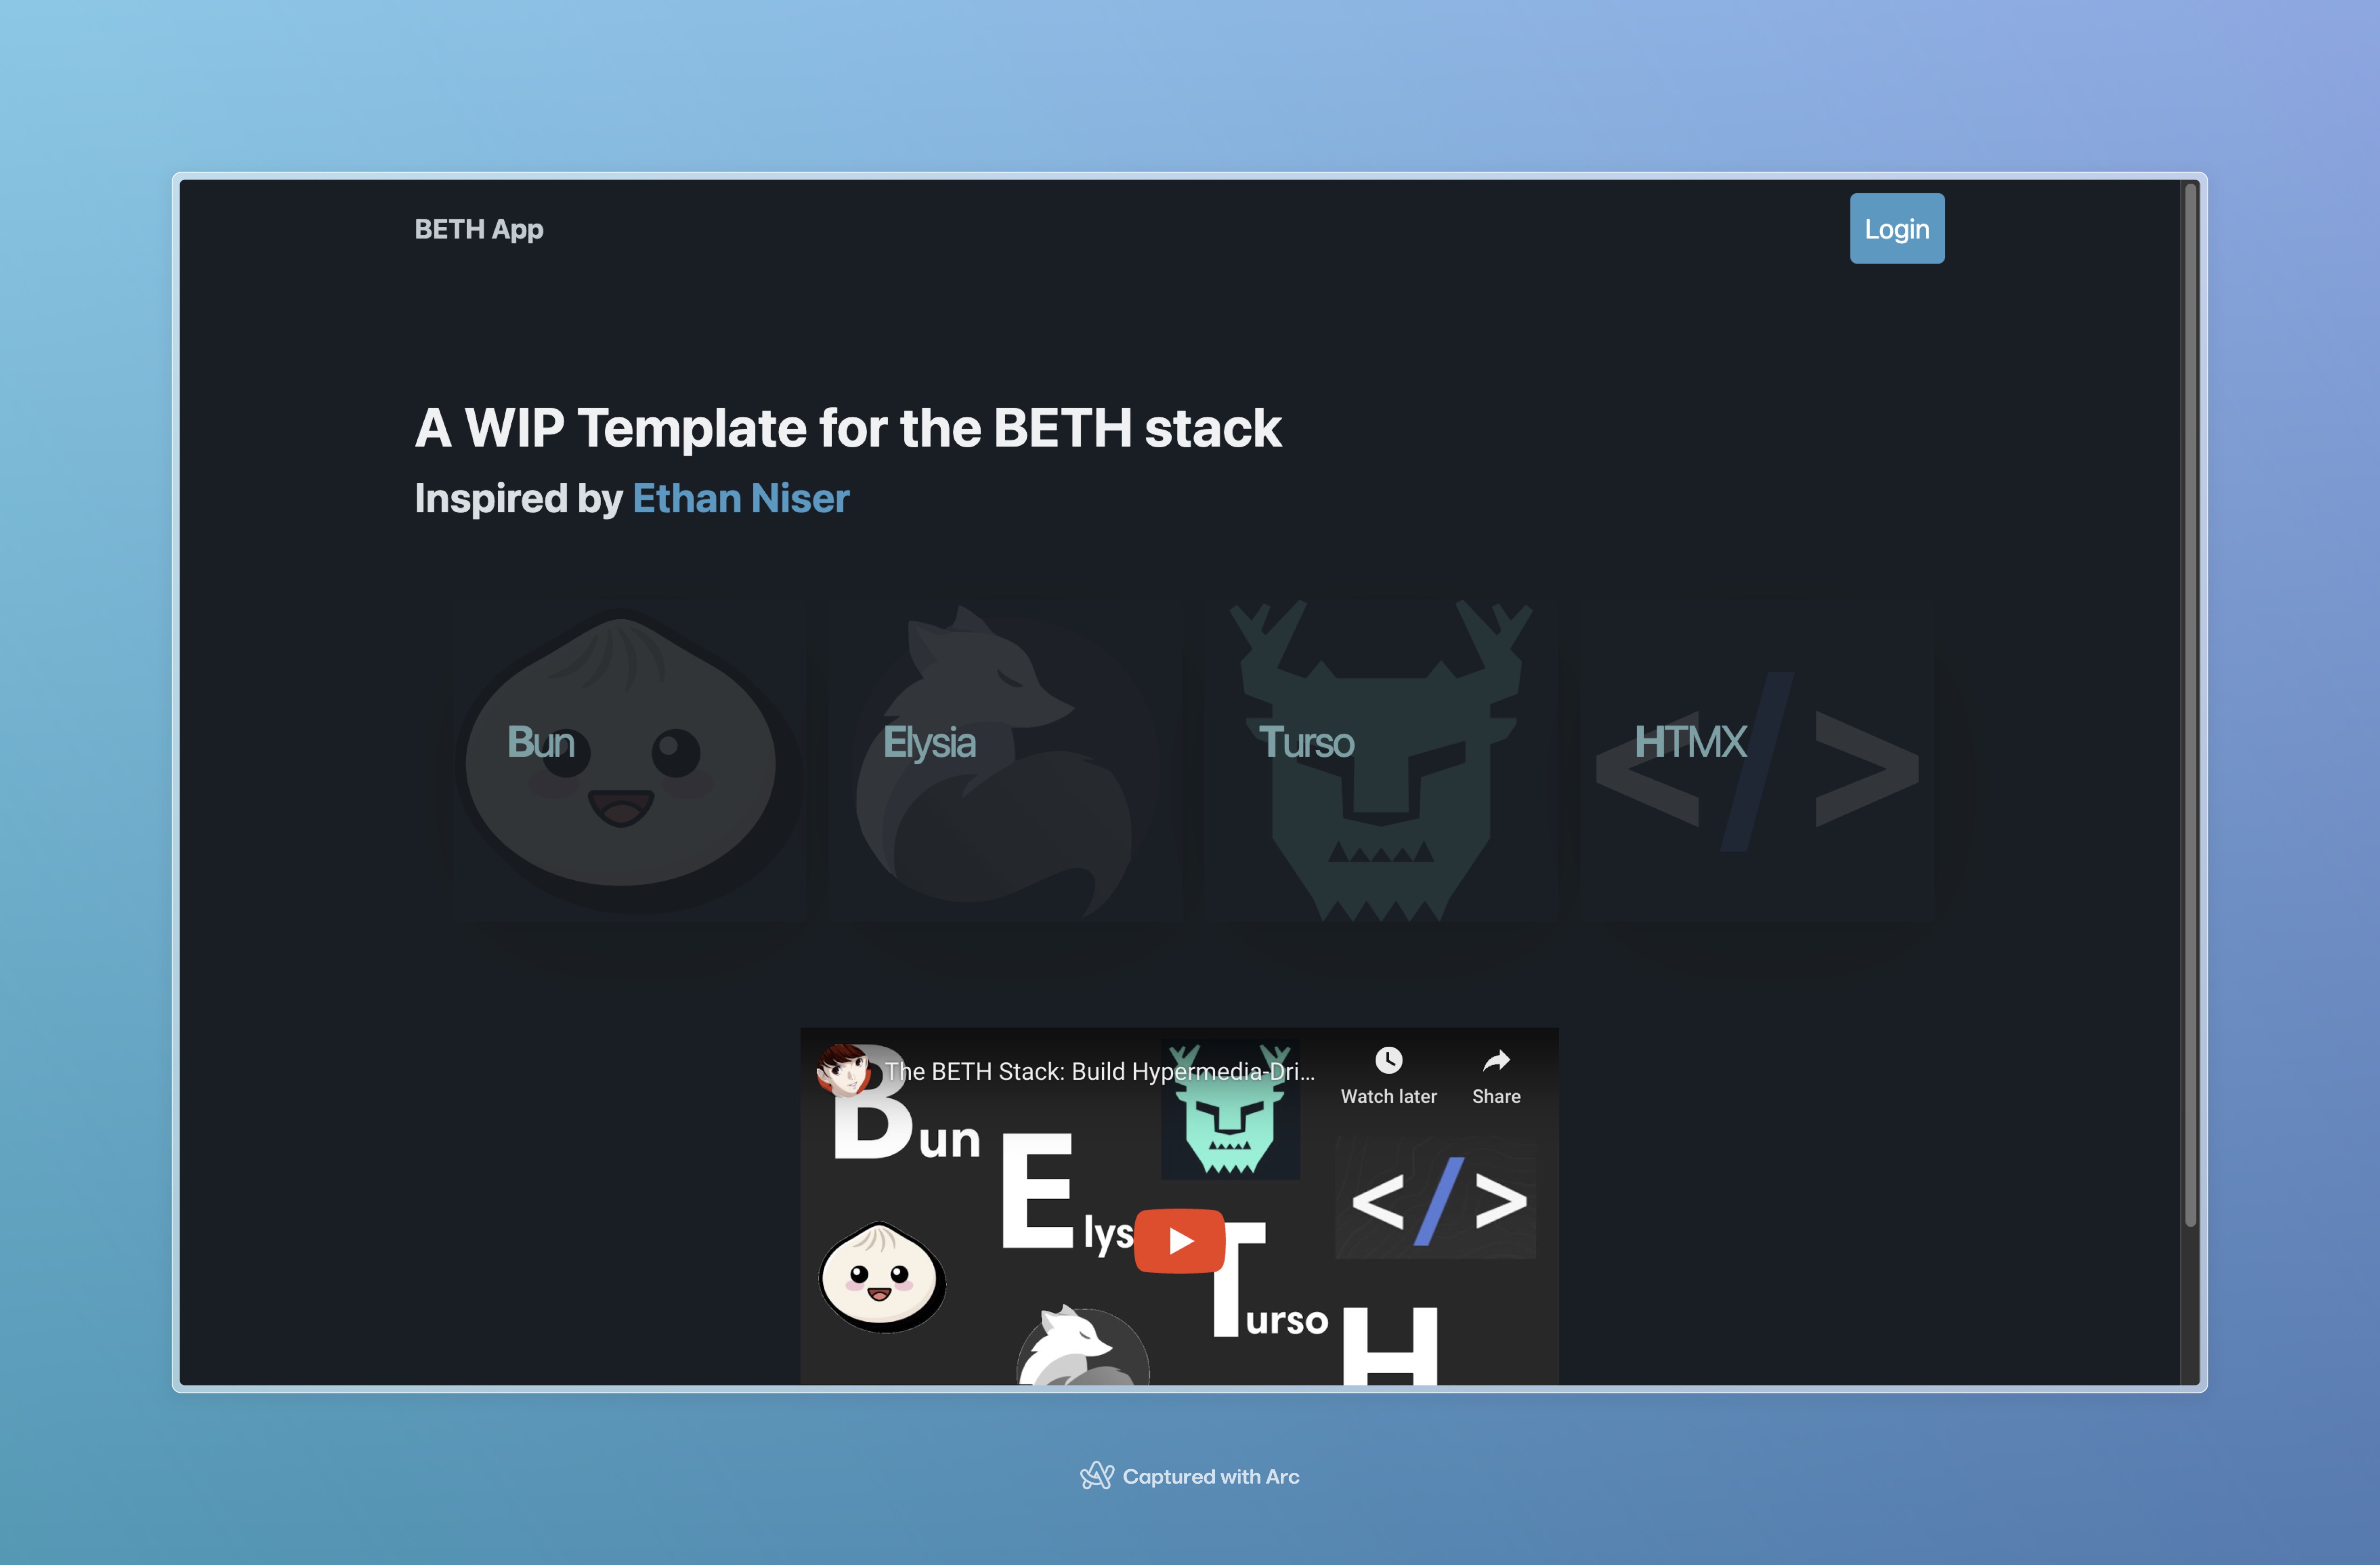 BETH App
Login
A WIP Template for the BETH stack
Inspired by Ethan Niser
Bun
Elysia
Turso
HTMX
</>
The BETH Stack: Build Hypermedia-Dri...
Watch later
Share
Bun
Elys
</>
Turso
H
Captured with Arc